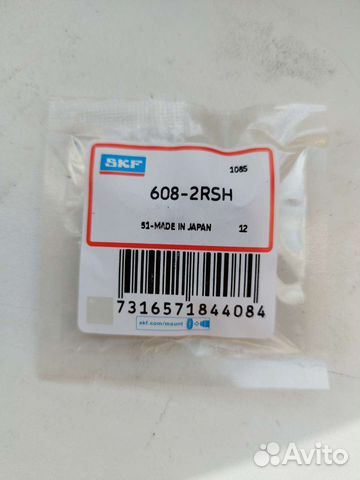 SKF
1085
608-2RSH
51-MADE IN JAPAN
12
7316571844084
skf.com/mount
Avito